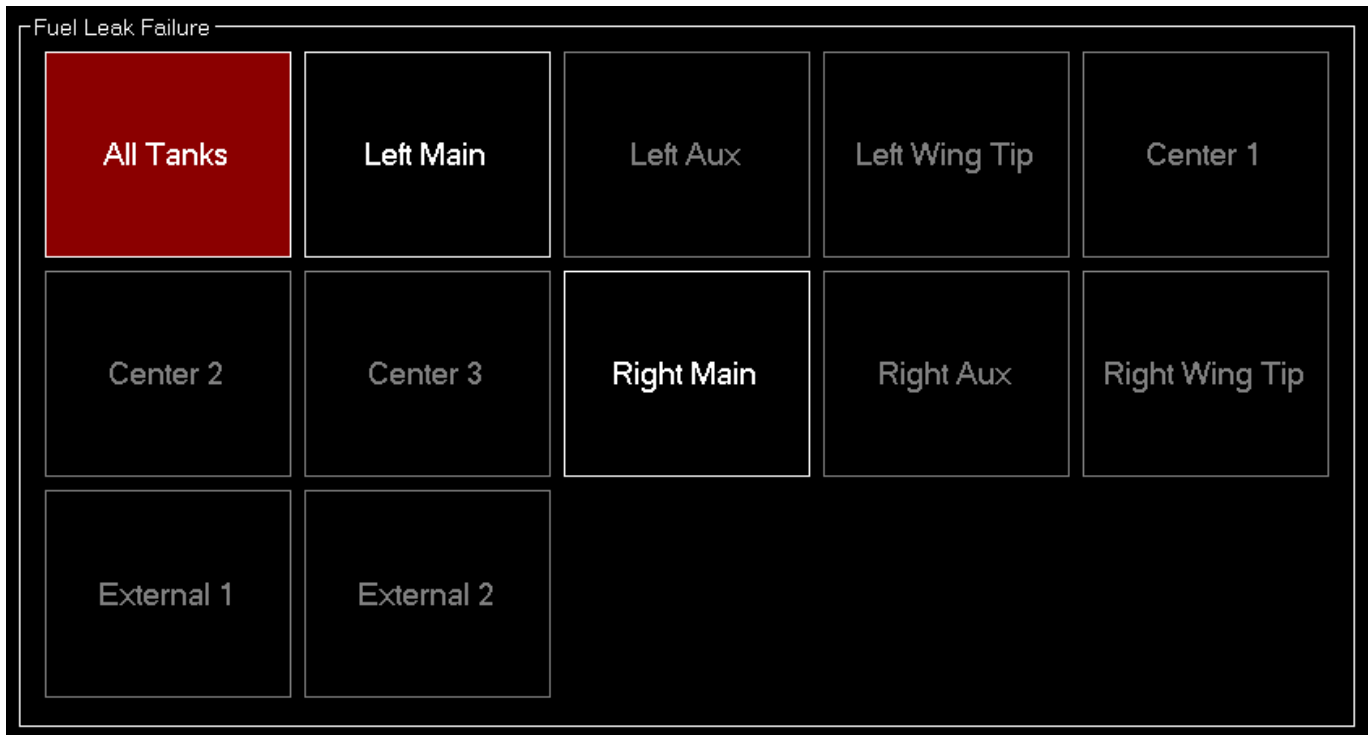 Fuel Leak Failure
All Tanks
Left Main
Left Aux
Left Wing Tip
Center 1
Center 2
Center 3
Right Main
Right Aux
Right Wing Tip
External 1
External 2